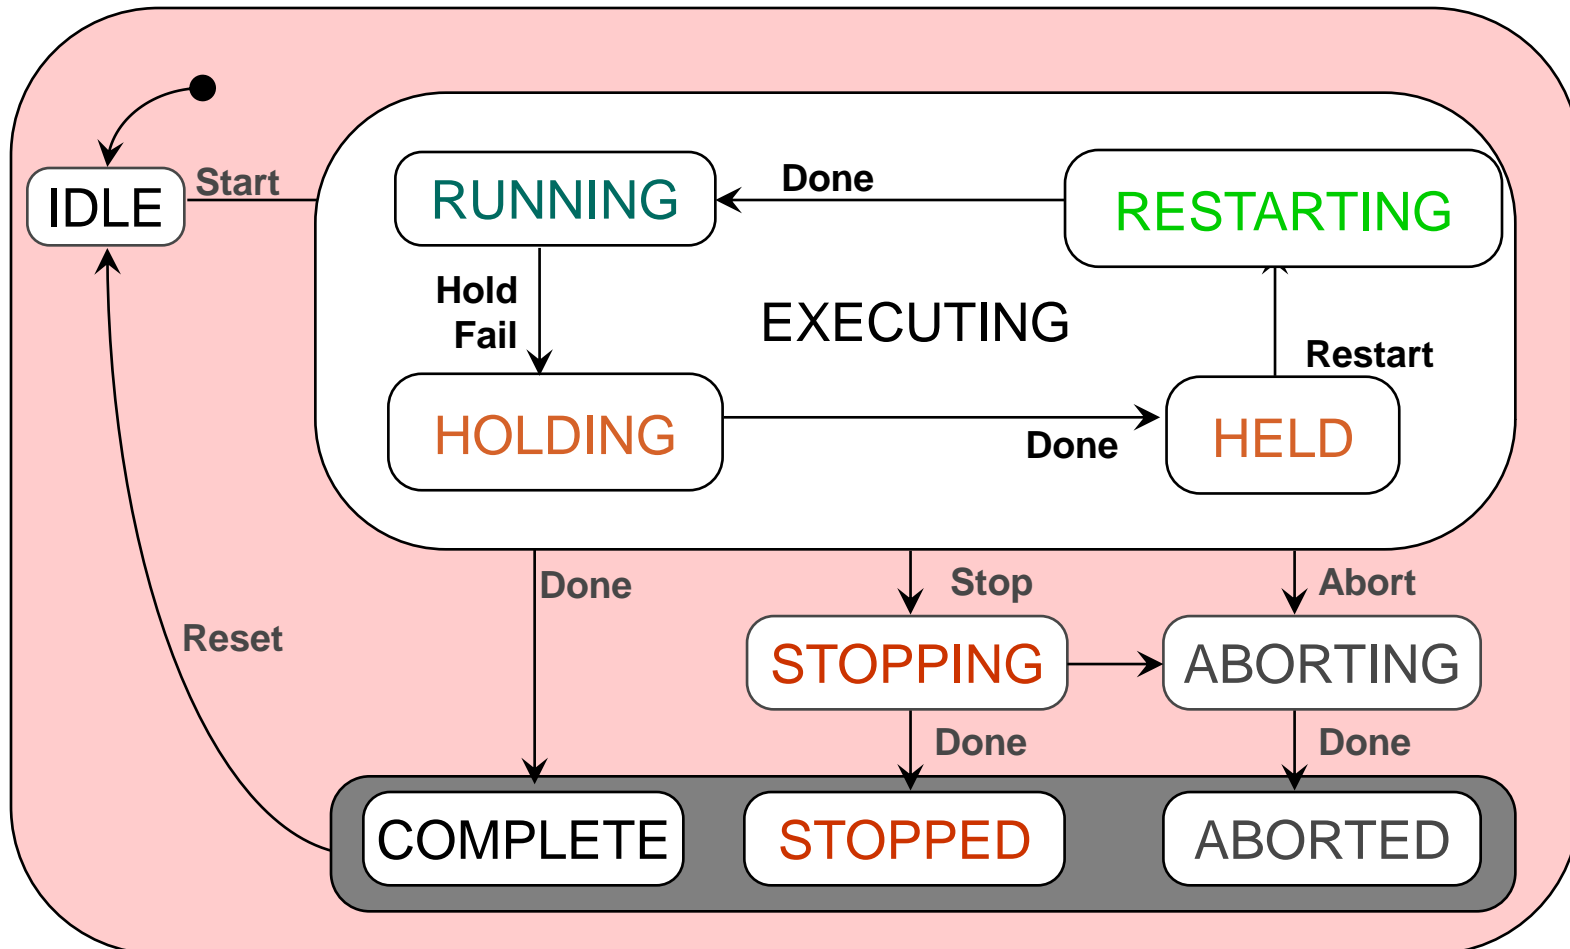 IDLE
Start
RUNNING
Done
RESTARTING
Hold
Fail
EXECUTING
Restart
HOLDING
Done
HELD
Done
Stop
Abort
Reset
STOPPING
ABORTING
Done
Done
COMPLETE
STOPPED
ABORTED